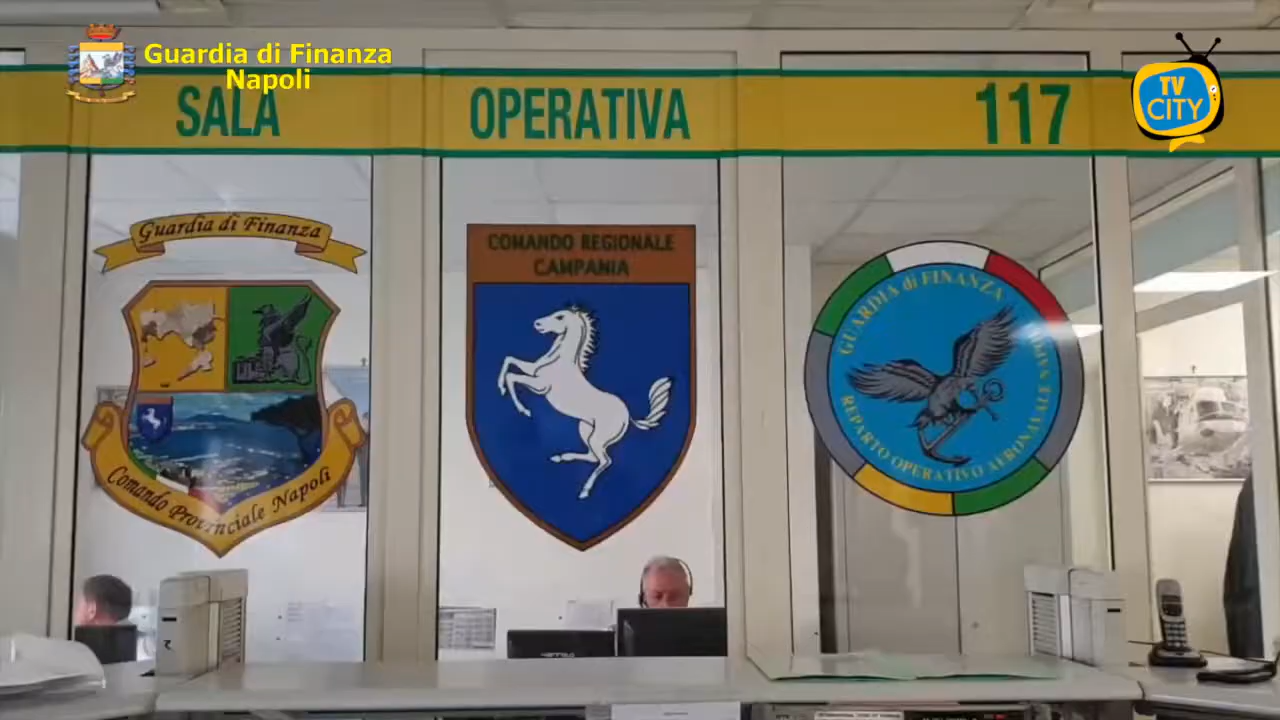 Guardia di Finanza
Napoli
TV
CITY
SALA OPERATIVA 117
Guardia di Finanza
Comando Provinciale Napoli
COMANDO REGIONALE
CAMPANIA
GUARDIA di FINANZA
REPARTO OPERATIVO AERONAVALE NAPOLI